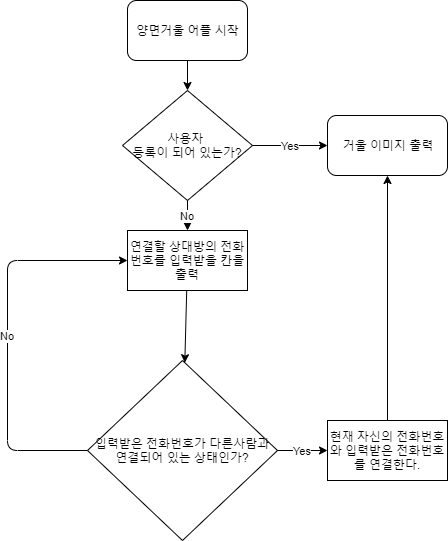 양면거울 어플 시작
사용자
등록이 되어 있는가?
Yes
거울 이미지 출력
No
연결할 상대방의 전화
번호를 입력받을 칸을
출력
No
입력받은 전화번호가 다른사람과
연결되어 있는 상태인가?
Yes
현재 자신의 전화번호
와 입력받은 전화번호
를 연결한다.